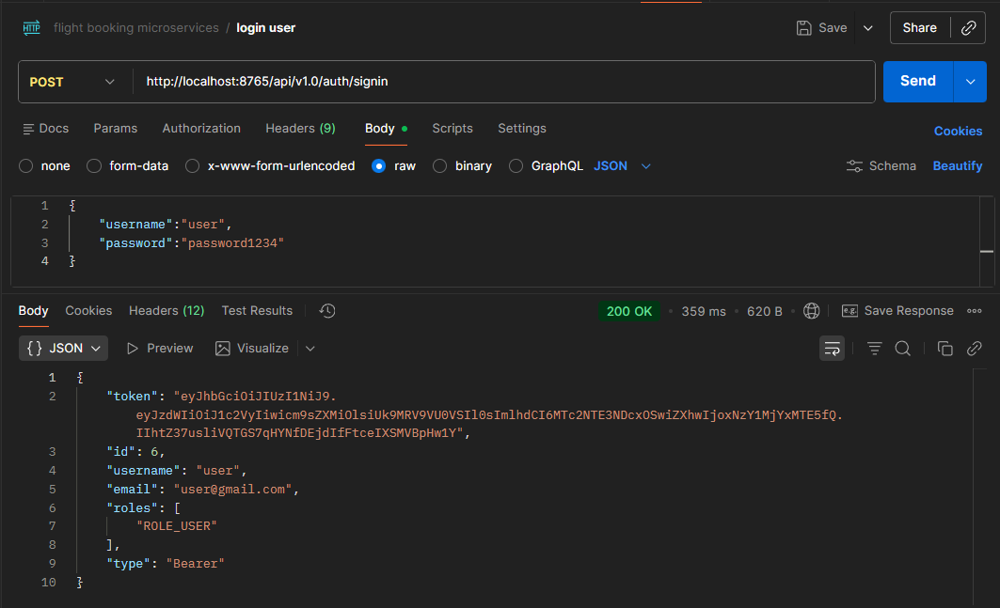 HTTP flight booking microservices / login user Save Share
POST http://localhost:8765/api/v1.0/auth/signin Send
Docs Params Authorization Headers (9) Body Scripts Settings Cookies
none form-data x-www-form-urlencoded raw binary GraphQL JSON Schema Beautify
1 {
2 "username":"user",
3 "password":"password1234"
4 }
Body Cookies Headers (12) Test Results 200 OK • 359 ms • 620 B • e.g. Save Response
{} JSON Preview Visualize
1 {
2 "token": "eyJhbGciOiJIUzI1NiJ9.
eyJzdWIiOiJ1c2VyIiwicm9sZXMiOlsiUk9MRV9VU0VSIl0sImlhdCI6MTc2NTE3NDcxOSwiZXhwIjoxNzY1MjYxMTE5fQ.
IIhtZ37usliVQTGS7qHYNfDEjdIfFtceIXSMVBpHw1Y",
3 "id": 6,
4 "username": "user",
5 "email": "user@gmail.com",
6 "roles": [
7 "ROLE_USER"
8 ],
9 "type": "Bearer"
10 }